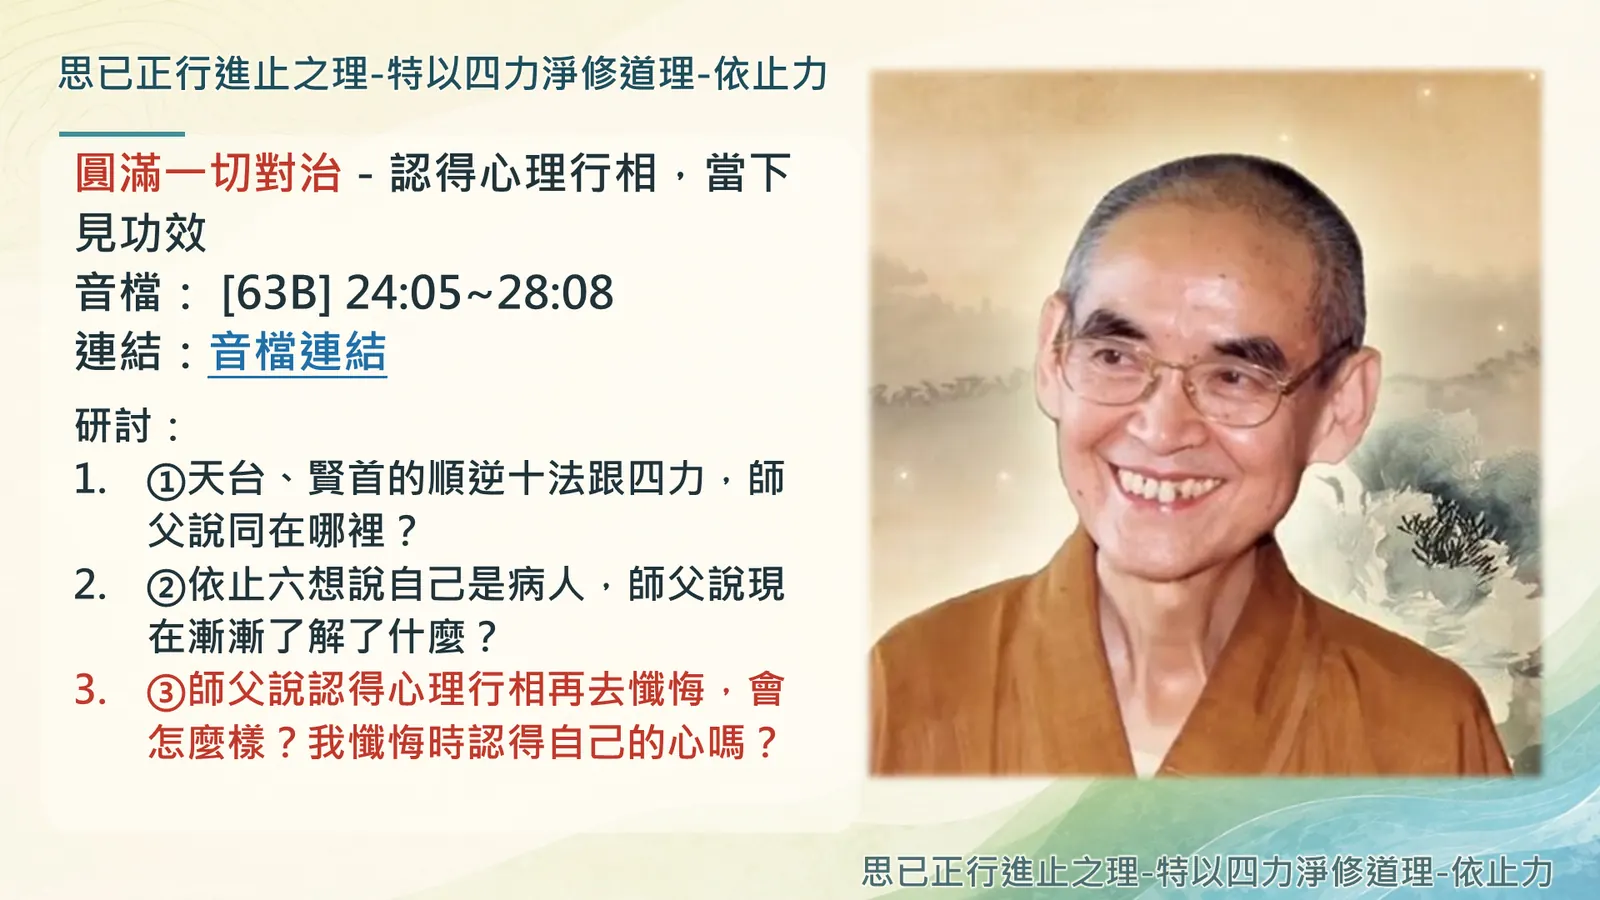 思已正行進止之理-特以四力淨修道理-依止力
圓滿一切對治 - 認得心理行相，當下
見功效
音檔： [63B] 24:05~28:08
連結：音檔連結
研討：
1. ①天台、賢首的順逆十法跟四力，師
父說同在哪裡？
2. ②依止六想說自己是病人，師父說現
在漸漸了解了什麼？
3. ③師父說認得心理行相再去懺悔，會
怎麼樣？我懺悔時認得自己的心嗎？
思已正行進止之理-特以四力淨修道理-依止力